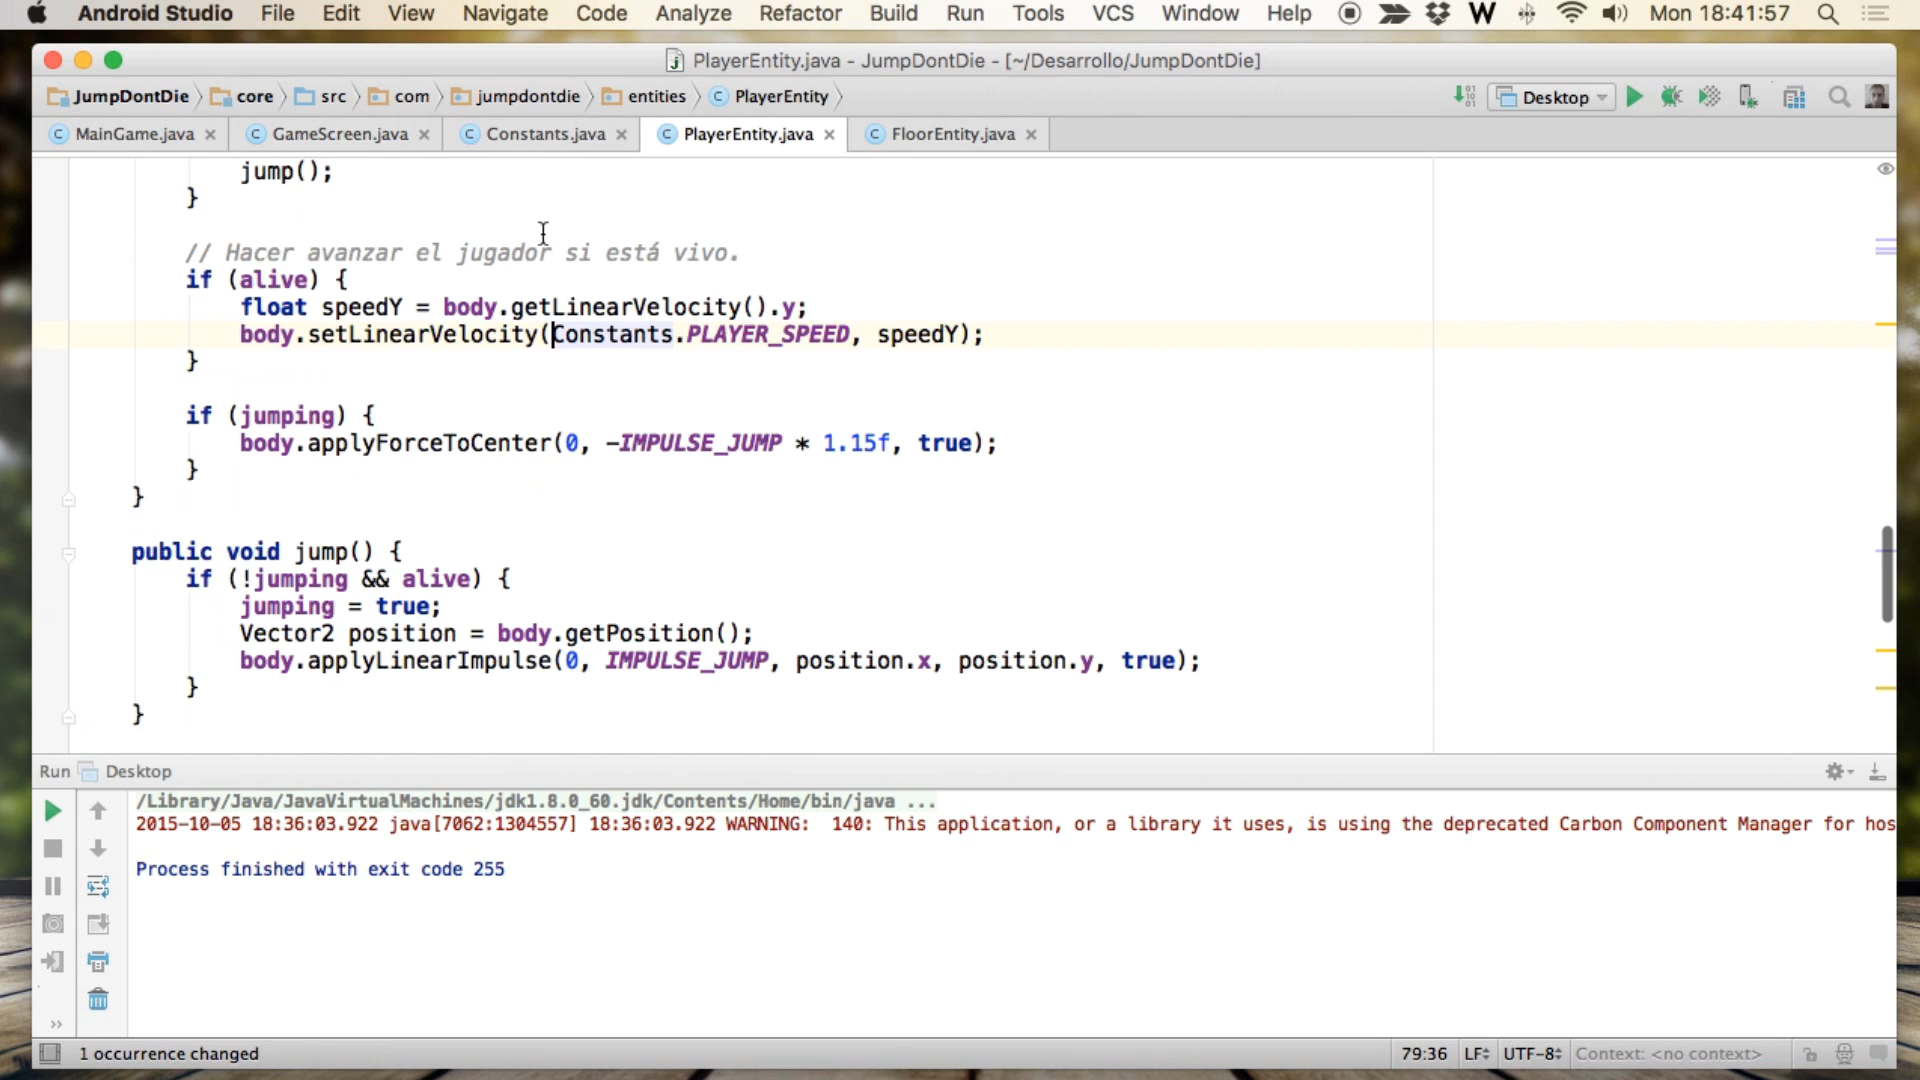 Android Studio File Edit View Navigate Code Analyze Refactor Build Run Tools VCS Window Help W Mon 18:41:57
PlayerEntity.java - JumpDontDie - [~/Desarrollo/JumpDontDie]
JumpDontDie core src com jumpdontdie entities PlayerEntity Desktop
MainGame.java GameScreen.java Constants.java PlayerEntity.java FloorEntity.java
jump();
}
// Hacer avanzar el jugador si está vivo.
if (alive) {
float speedY = body.getLinearVelocity().y;
body.setLinearVelocity(Constants.PLAYER_SPEED, speedY);
}
if (jumping) {
body.applyForceToCenter(0, -IMPULSE_JUMP * 1.15f, true);
}
}
public void jump() {
if (!jumping && alive) {
jumping = true;
Vector2 position = body.getPosition();
body.applyLinearImpulse(0, IMPULSE_JUMP, position.x, position.y, true);
}
}
Run Desktop
/Library/Java/JavaVirtualMachines/jdk1.8.0_60.jdk/Contents/Home/bin/java ...
2015-10-05 18:36:03.922 java[7062:1304557] 18:36:03.922 WARNING:  140: This application, or a library it uses, is using the deprecated Carbon Component Manager for hos
Process finished with exit code 255
1 occurrence changed 79:36 LF UTF-8 Context: <no context>